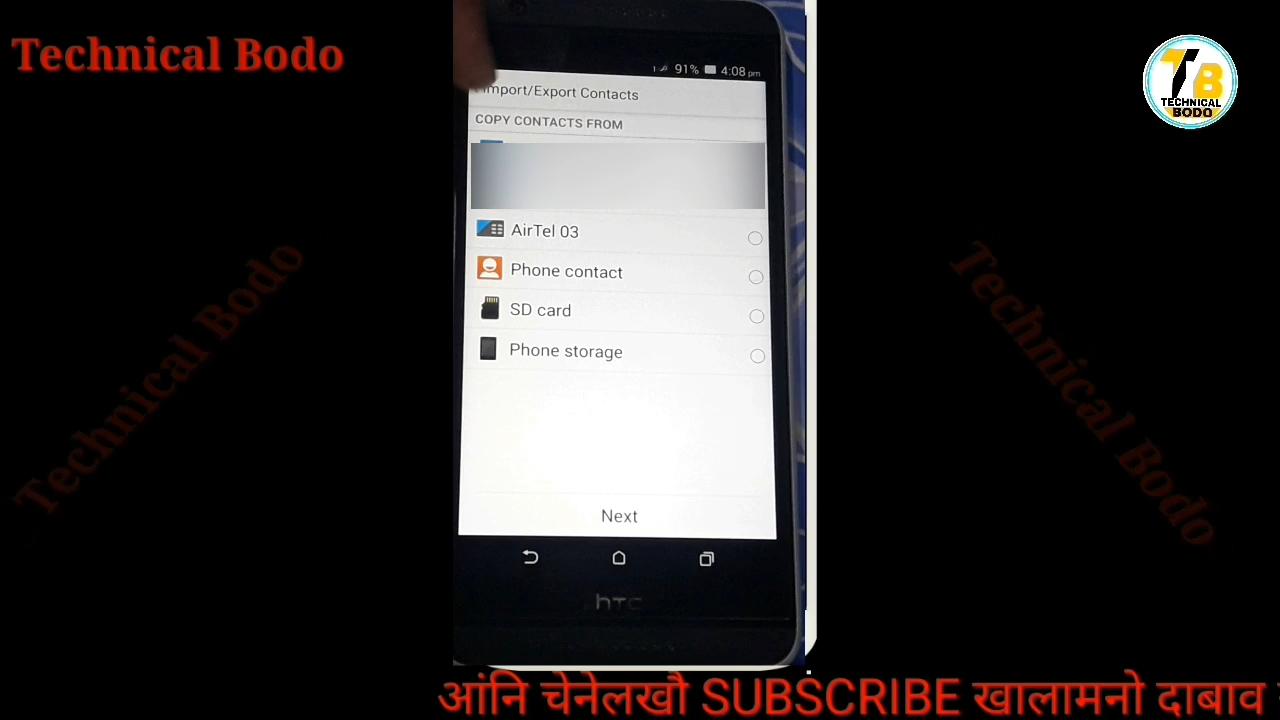 Technical Bodo
TECHNICAL
BODO
91% 4:08 pm
Import/Export Contacts
COPY CONTACTS FROM
AirTel 03
Phone contact
SD card
Phone storage
Next
hTC
Technical Bodo
Technical Bodo
आंनि चेनेलखौ SUBSCRIBE खालामनो दाबाव